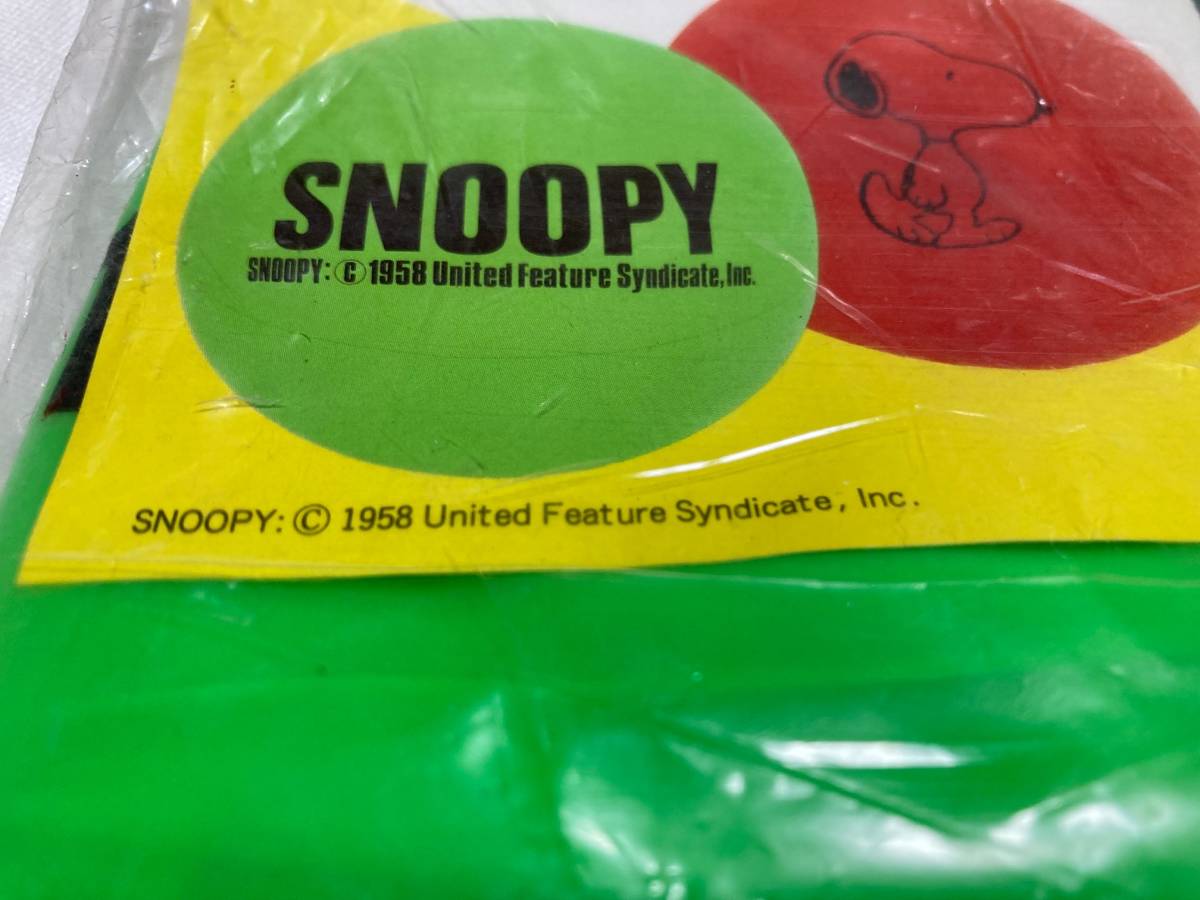 SNOOPY
SNOOPY: © 1958 United Feature Syndicate, Inc.
SNOOPY: © 1958 United Feature Syndicate, Inc.